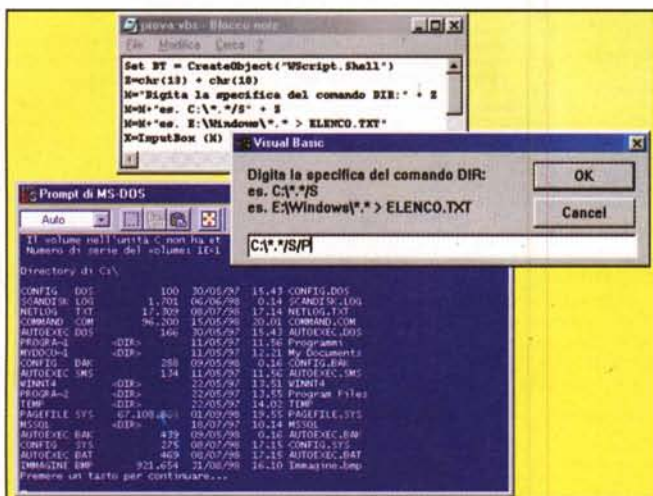 prova.vbs - Blocco note
File Modifica Cerca ?
Set BT = CreateObject("WScript.Shell")
Z=chr(13) + chr(10)
M="Digita la specifica del comando DIR:" + Z
M=M+"es. C:\*.*/S" + Z
M=M+"es. E:\Windows\*.* > ELENCO.TXT"
X=InputBox (M)
Visual Basic
Digita la specifica del comando DIR:
es. C:\*.*/S
es. E:\Windows\*.* > ELENCO.TXT
OK
Cancel
C:\*.*/S/P
Prompt di MS-DOS
Auto
Il volume nell'unità C non ha et
Numero di serie del volume: 1E-1
Directory di C:\
CONFIG DOS 100 30/05/97 15.43 CONFIG.DOS
SCANDISK LOG 1.701 06/06/98 0.14 SCANDISK.LOG
NETLOG TXT 17.309 08/07/98 17.14 NETLOG.TXT
COMMAND COM 96.200 15/05/98 20.01 COMMAND.COM
AUTOEXEC DOS 166 30/05/97 15.43 AUTOEXEC.DOS
PROGRA~1 <DIR> 11/05/97 11.56 Programmi
MYDOCU~1 <DIR> 11/05/97 12.21 My Documents
CONFIG BAK 288 09/05/98 0.16 CONFIG.BAK
AUTOEXEC SMS 134 11/05/97 11.56 AUTOEXEC.SMS
WINNT4 <DIR> 22/05/97 13.51 WINNT4
PROGRA~2 <DIR> 22/05/97 13.55 Program Files
TEMP <DIR> 22/05/97 14.02 TEMP
PAGEFILE SYS 67.108. 01/09/98 19.55 PAGEFILE.SYS
MSSQL <DIR> 18/07/97 10.14 MSSQL
AUTOEXEC BAK 439 09/05/98 0.16 AUTOEXEC.BAK
CONFIG SYS 275 08/07/98 17.15 CONFIG.SYS
AUTOEXEC BAT 469 08/07/98 17.15 AUTOEXEC.BAT
IMMAGINE BMP 921.654 31/08/98 16.10 Immagine.bmp
Premere un tasto per continuare...